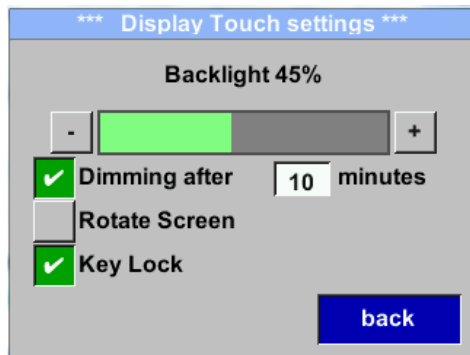 *** Display Touch settings ***
Backlight 45%
- +
Dimming after 10 minutes
Rotate Screen
Key Lock
back